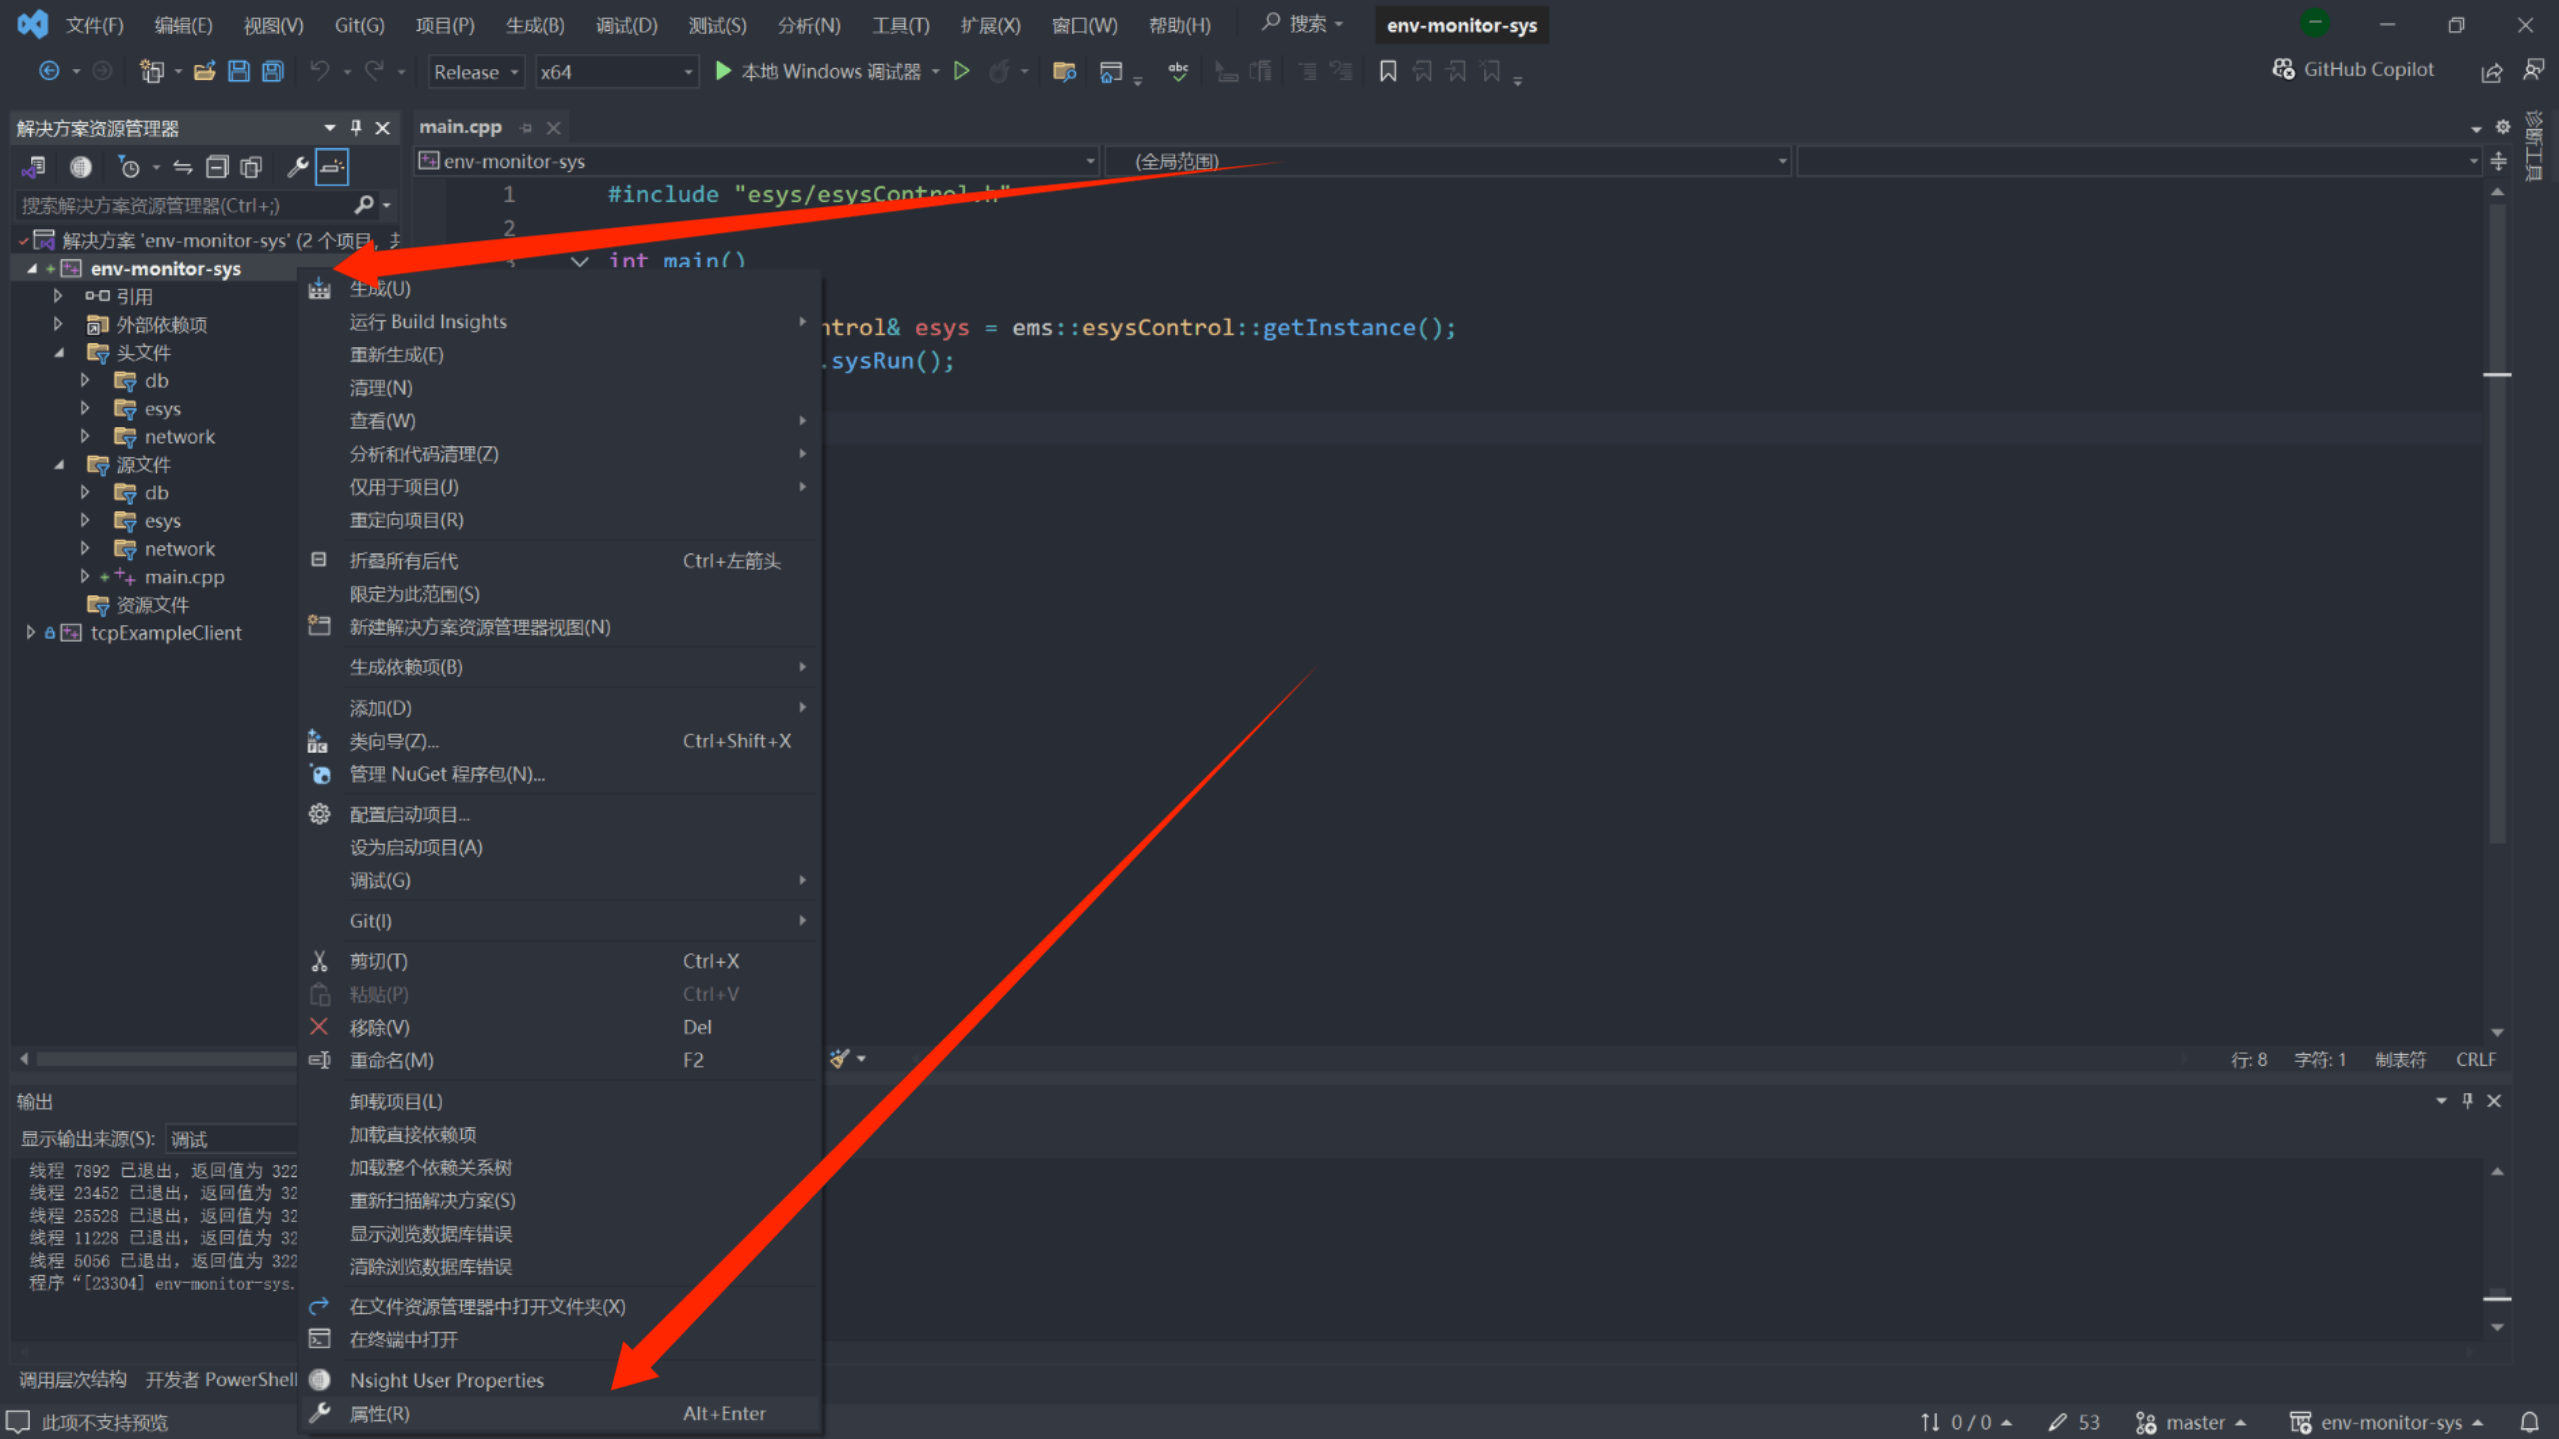 文件(F) 编辑(E) 视图(V) Git(G) 项目(P) 生成(B) 调试(D) 测试(S) 分析(N) 工具(T) 扩展(X) 窗口(W) 帮助(H) 搜索 env-monitor-sys
Release x64 本地 Windows 调试器 abc GitHub Copilot
解决方案资源管理器
main.cpp
诊断工具
env-monitor-sys
(全局范围)
搜索解决方案资源管理器(Ctrl+;)
1 #include "esys/esysControl.h"
2
3 int main()
ntrol& esys = ems::esysControl::getInstance();
.sysRun();
解决方案 'env-monitor-sys' (2 个项目,
env-monitor-sys
引用
外部依赖项
头文件
db
esys
network
源文件
db
esys
network
main.cpp
资源文件
tcpExampleClient
生成(U)
运行 Build Insights
重新生成(E)
清理(N)
查看(W)
分析和代码清理(Z)
仅用于项目(J)
重定向项目(R)
折叠所有后代 Ctrl+左箭头
限定为此范围(S)
新建解决方案资源管理器视图(N)
生成依赖项(B)
添加(D)
类向导(Z)... Ctrl+Shift+X
管理 NuGet 程序包(N)...
配置启动项目...
设为启动项目(A)
调试(G)
Git(I)
剪切(T) Ctrl+X
粘贴(P) Ctrl+V
移除(V) Del
重命名(M) F2
卸载项目(L)
加载直接依赖项
加载整个依赖关系树
重新扫描解决方案(S)
显示浏览数据库错误
清除浏览数据库错误
在文件资源管理器中打开文件夹(X)
在终端中打开
Nsight User Properties
属性(R) Alt+Enter
行: 8 字符: 1 制表符 CRLF
输出
显示输出来源(S): 调试
线程 7892 已退出，返回值为 322
线程 23452 已退出，返回值为 32
线程 25528 已退出，返回值为 32
线程 11228 已退出，返回值为 32
线程 5056 已退出，返回值为 322
程序“[23304] env-monitor-sys.
调用层次结构 开发者 PowerShell
此项不支持预览 0 / 0 53 master env-monitor-sys